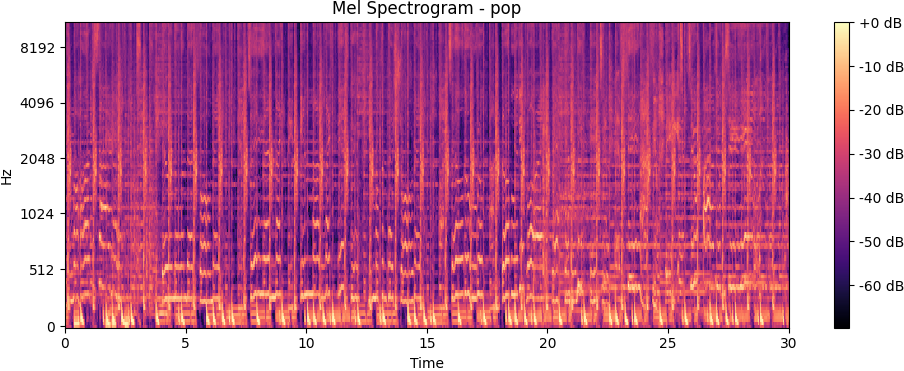 Mel Spectrogram - pop
Hz
8192
4096
2048
1024
512
0
0 5 10 15 20 25 30
Time
+0 dB
-10 dB
-20 dB
-30 dB
-40 dB
-50 dB
-60 dB